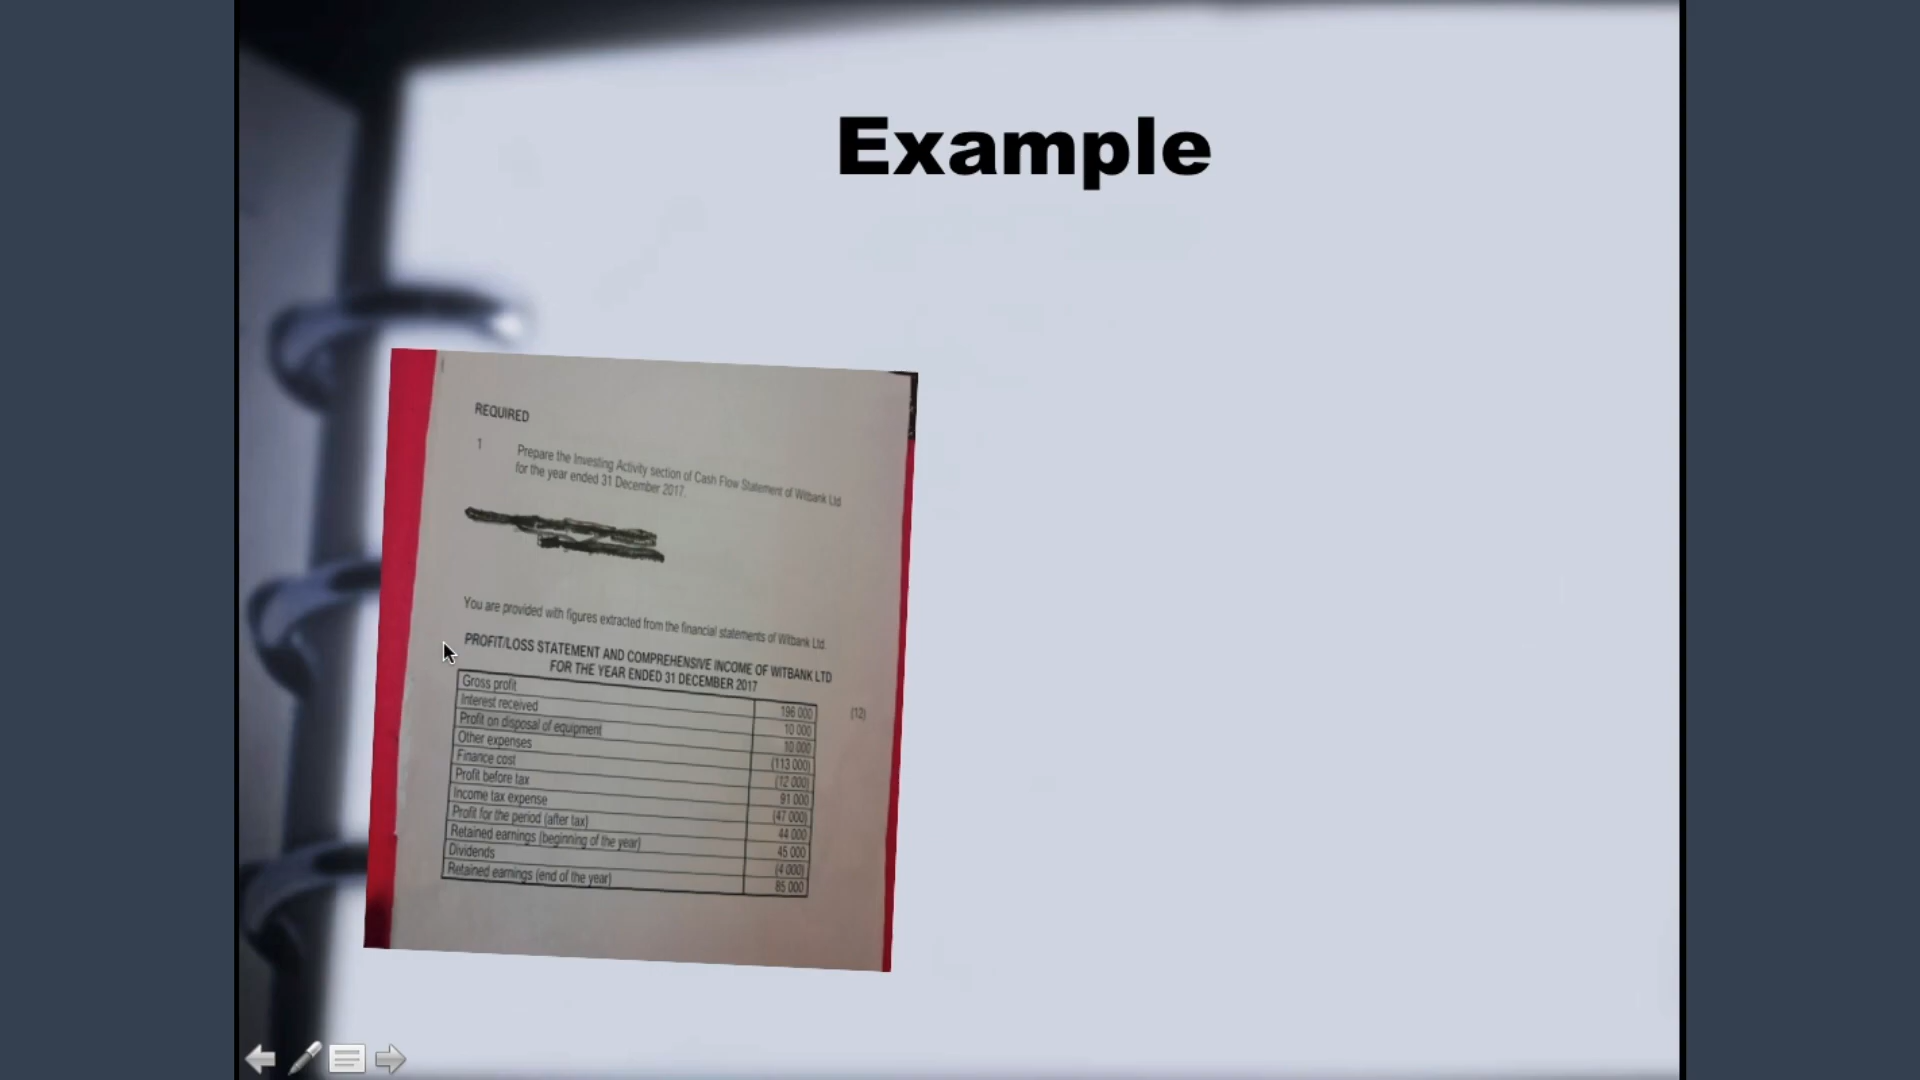 Example
REQUIRED
1 Prepare the Investing Activity section of Cash Flow Statement of Witbank Ltd
for the year ended 31 December 2017.
You are provided with figures extracted from the financial statements of Witbank Ltd.
PROFIT/LOSS STATEMENT AND COMPREHENSIVE INCOME OF WITBANK LTD
FOR THE YEAR ENDED 31 DECEMBER 2017
Gross profit 196 000 (12)
Interest received 10 000
Profit on disposal of equipment 10 000
Other expenses (113 000)
Finance cost (12 000)
Profit before tax 91 000
Income tax expense (47 000)
Profit for the period (after tax) 44 000
Retained earnings (beginning of the year) 45 000
Dividends (4 000)
Retained earnings (end of the year) 85 000